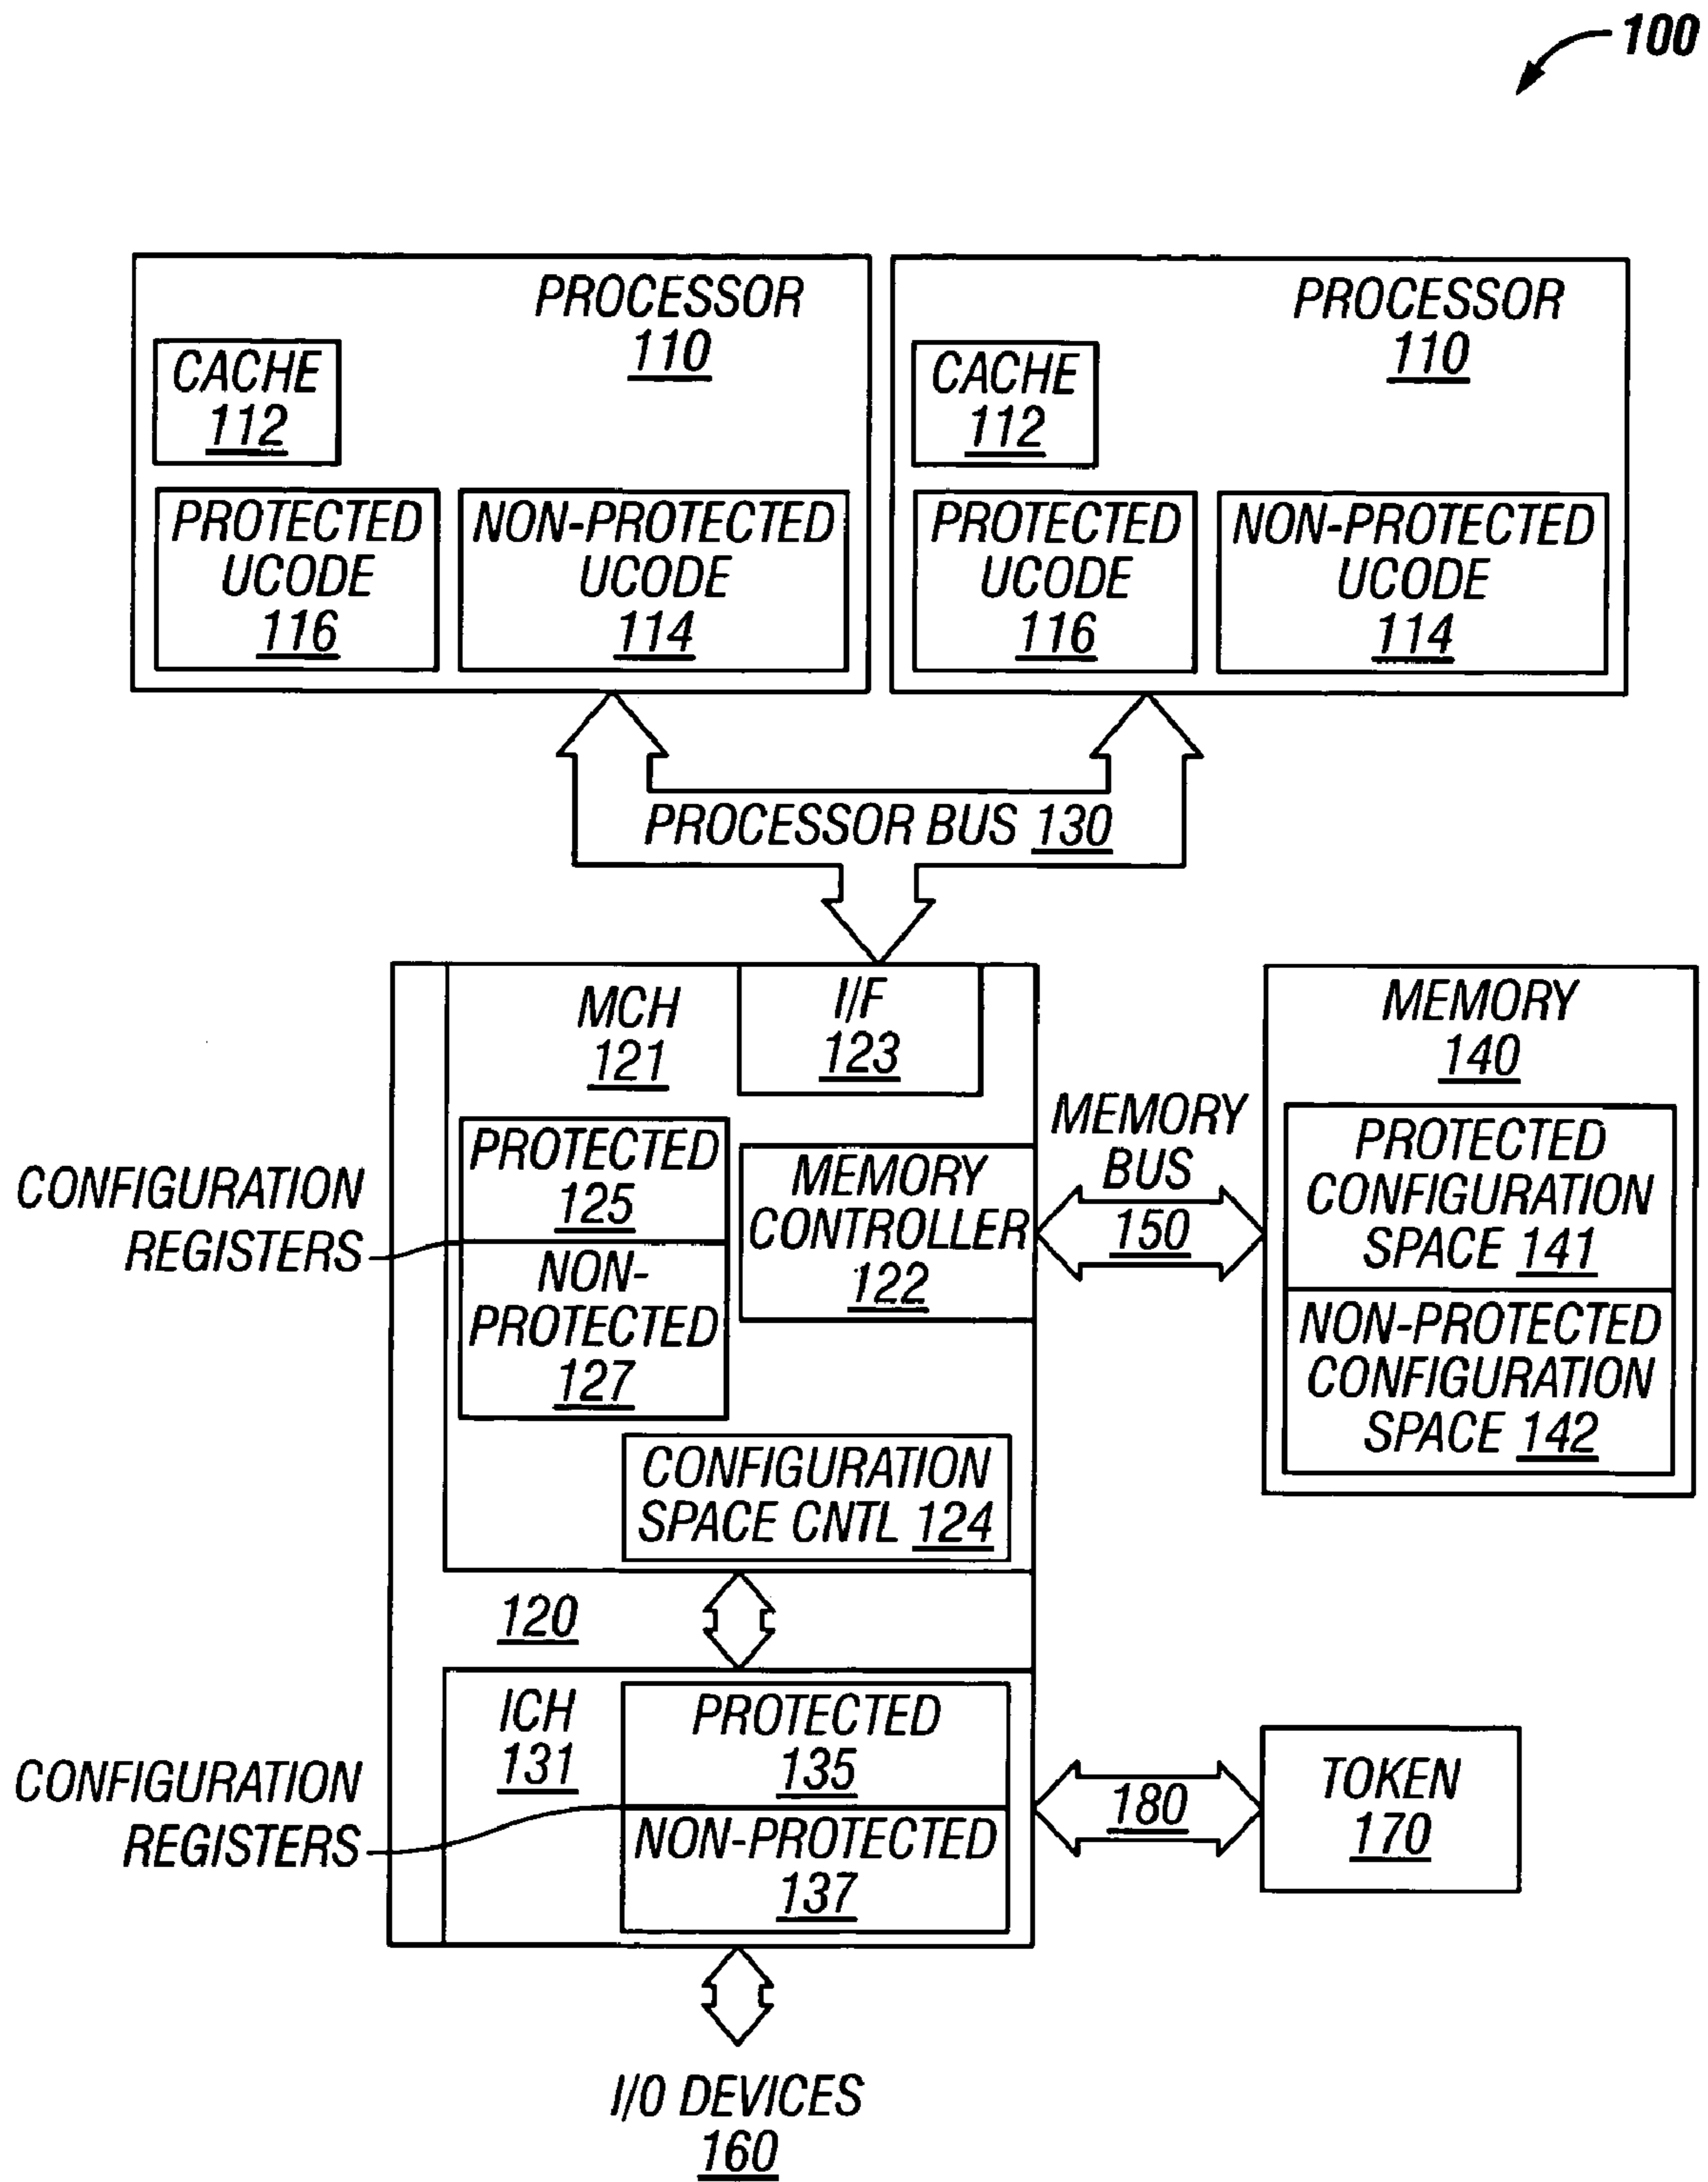 100
PROCESSOR
110
CACHE
112
PROTECTED
UCODE
116
NON-PROTECTED
UCODE
114
PROCESSOR
110
CACHE
112
PROTECTED
UCODE
116
NON-PROTECTED
UCODE
114
PROCESSOR BUS 130
MCH
121
I/F
123
CONFIGURATION
REGISTERS
PROTECTED
125
NON-
PROTECTED
127
MEMORY
CONTROLLER
122
MEMORY
BUS
150
MEMORY
140
PROTECTED
CONFIGURATION
SPACE 141
NON-PROTECTED
CONFIGURATION
SPACE 142
CONFIGURATION
SPACE CNTL 124
120
ICH
131
CONFIGURATION
REGISTERS
PROTECTED
135
NON-PROTECTED
137
180
TOKEN
170
I/O DEVICES
160